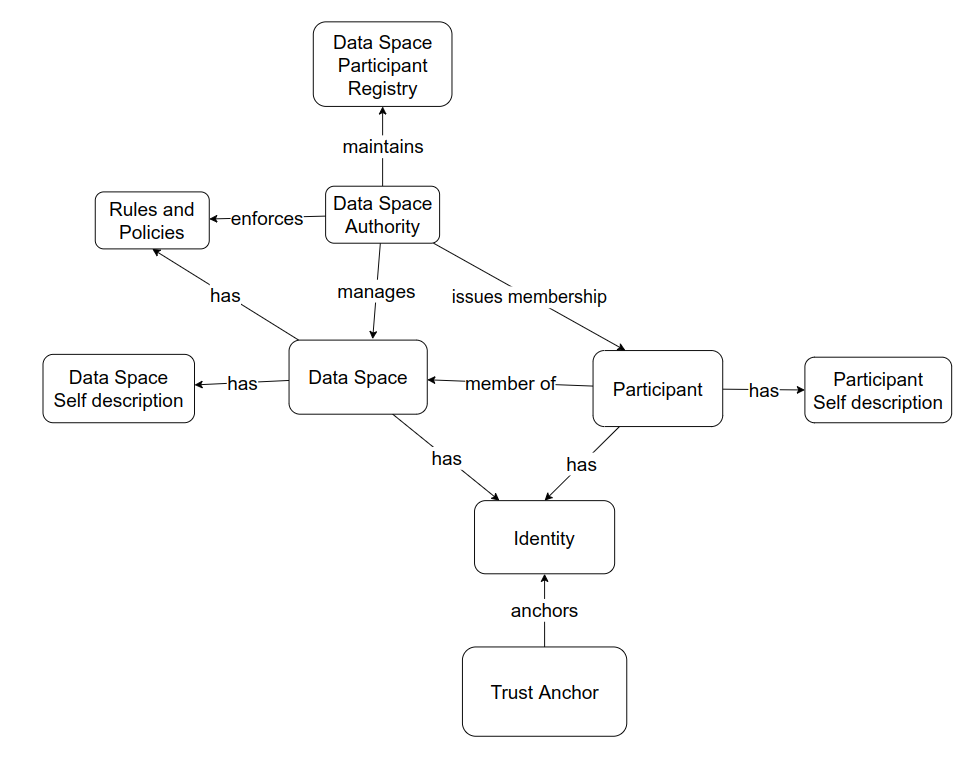 Data Space
Participant
Registry
maintains
Data Space
Authority
enforces
Rules and
Policies
has
manages
issues membership
Data Space
Self description
has
Data Space
member of
Participant
has
Participant
Self description
has
has
Identity
anchors
Trust Anchor